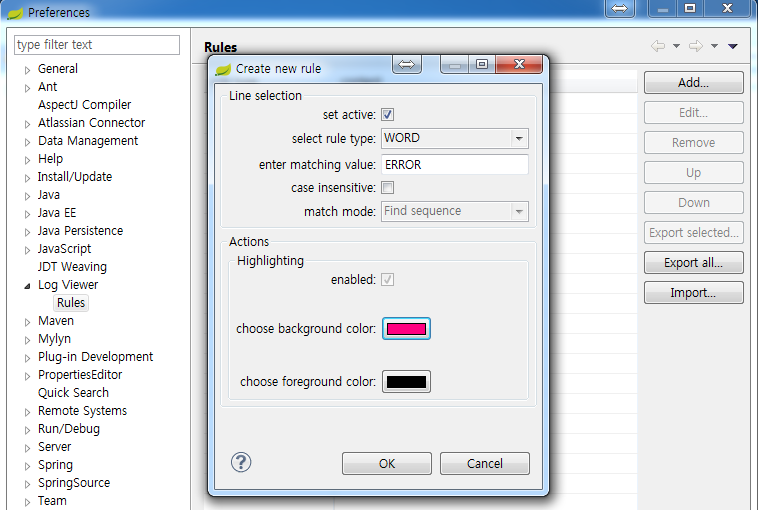 Preferences
type filter text
General
Ant
AspectJ Compiler
Atlassian Connector
Data Management
Help
Install/Update
Java
Java EE
Java Persistence
JavaScript
JDT Weaving
Log Viewer
Rules
Maven
Mylyn
Plug-in Development
PropertiesEditor
Quick Search
Remote Systems
Run/Debug
Server
Spring
SpringSource
Team
Rules
Create new rule
Line selection
set active:
select rule type: WORD
enter matching value: ERROR
case insensitive:
match mode: Find sequence
Actions
Highlighting
enabled:
choose background color:
choose foreground color:
OK Cancel
Add...
Edit...
Remove
Up
Down
Export selected...
Export all...
Import...